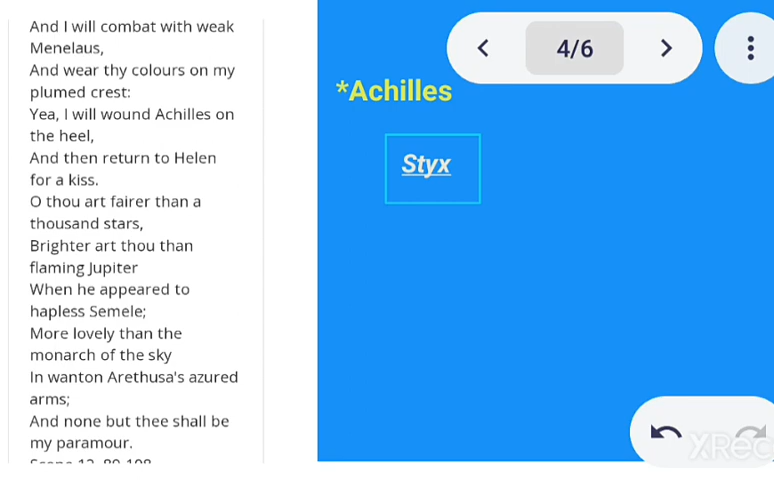 And I will combat with weak
Menelaus,
And wear thy colours on my
plumed crest:
Yea, I will wound Achilles on
the heel,
And then return to Helen
for a kiss.
O thou art fairer than a
thousand stars,
Brighter art thou than
flaming Jupiter
When he appeared to
hapless Semele;
More lovely than the
monarch of the sky
In wanton Arethusa's azured
arms;
And none but thee shall be
my paramour.
4/6
*Achilles
Styx